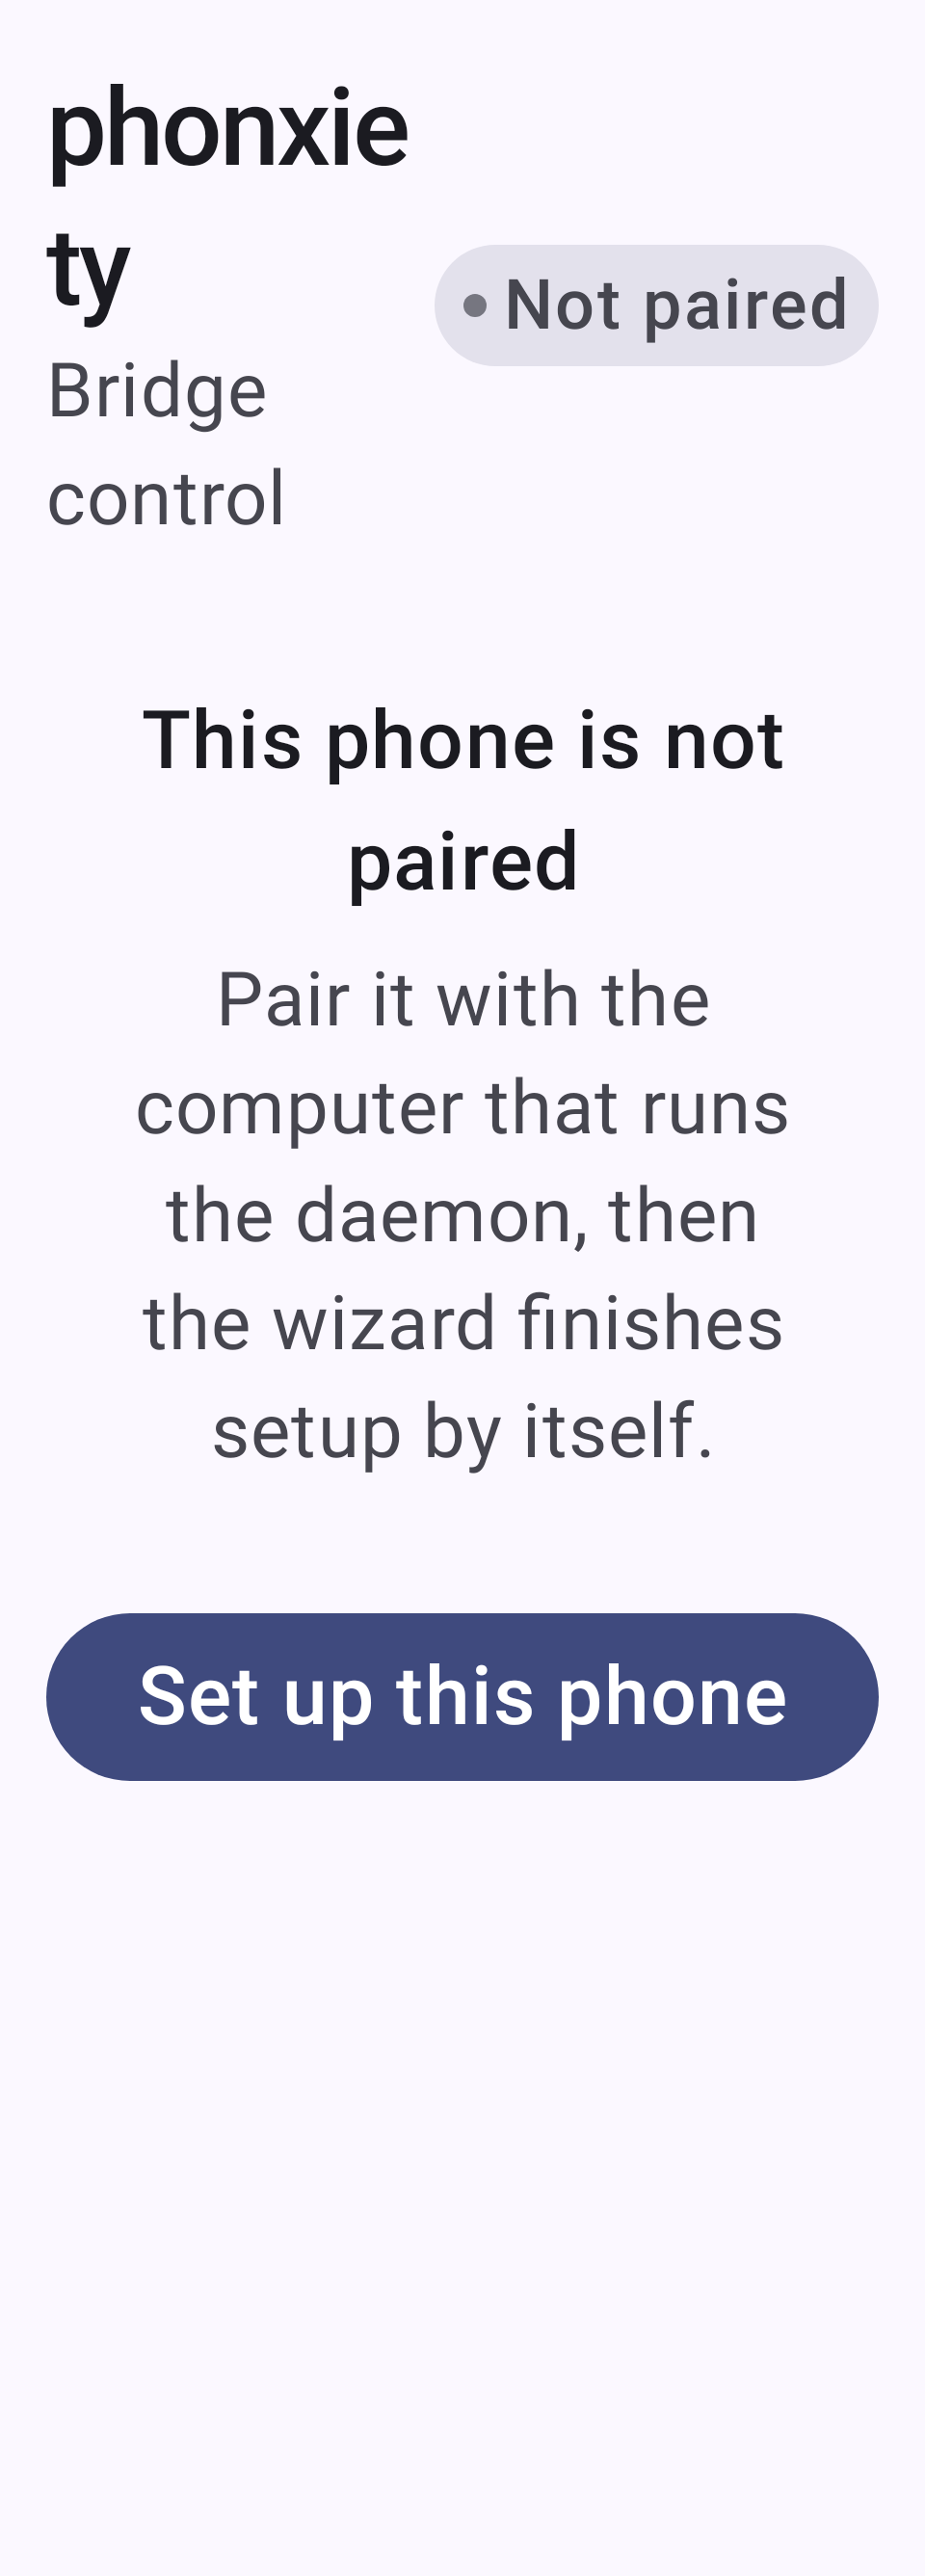 phonxie
ty
Not paired
Bridge
control
This phone is not
paired
Pair it with the
computer that runs
the daemon, then
the wizard finishes
setup by itself.
Set up this phone